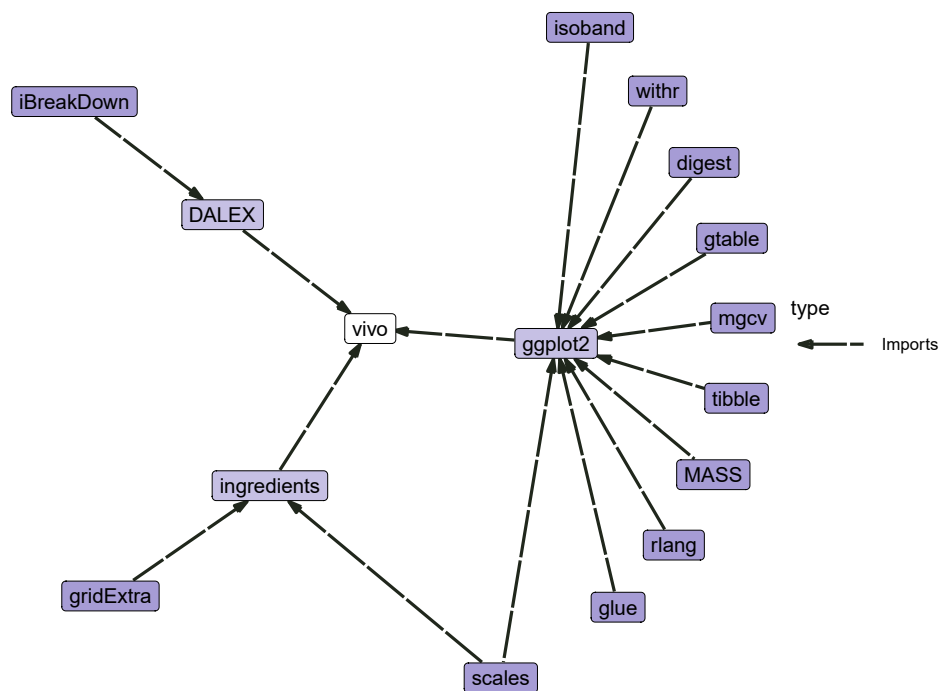 isoband
withr
iBreakDown
digest
DALEX
gtable
type
mgcv
vivo
ggplot2
Imports
tibble
MASS
ingredients
rlang
gridExtra
glue
scales